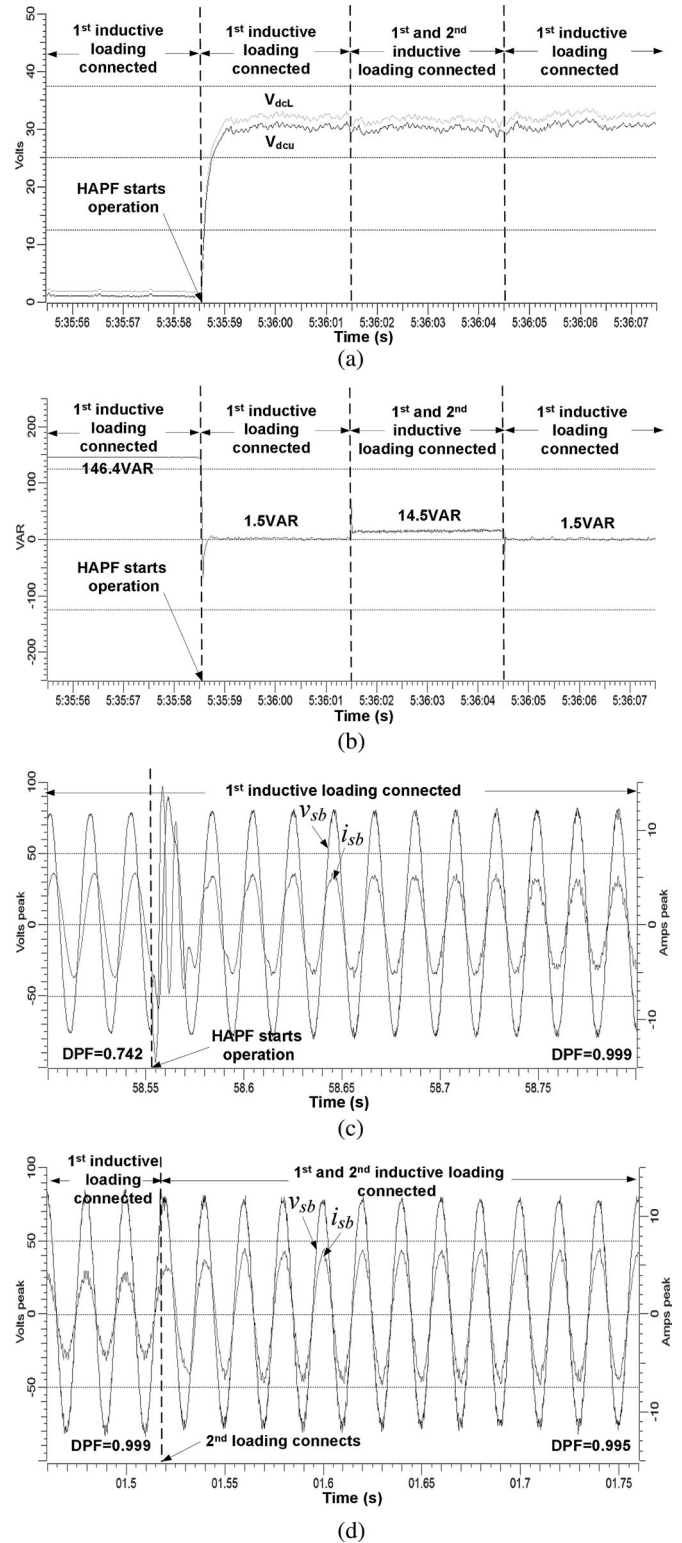 1st inductive loading connected
1st inductive loading connected
1st and 2nd inductive loading connected
1st inductive loading connected
VdcL
Vdcu
HAPF starts operation
Volts
50
40
30
20
10
0
5:35:56 5:35:57 5:35:58 5:35:59 5:36:00 5:36:01 5:36:02 5:36:03 5:36:04 5:36:05 5:36:06 5:36:07
Time (s)
(a)
1st inductive loading connected
1st inductive loading connected
1st and 2nd inductive loading connected
1st inductive loading connected
146.4VAR
1.5VAR
14.5VAR
1.5VAR
HAPF starts operation
VAR
200
100
0
-100
-200
5:35:56 5:35:57 5:35:58 5:35:59 5:36:00 5:36:01 5:36:02 5:36:03 5:36:04 5:36:05 5:36:06 5:36:07
Time (s)
(b)
1st inductive loading connected
vsb
isb
HAPF starts operation
DPF=0.742
DPF=0.999
Volts peak
100
50
0
-50
Amps peak
10
0
-10
58.55 58.6 58.65 58.7 58.75
Time (s)
(c)
1st inductive loading connected
1st and 2nd inductive loading connected
vsb
isb
DPF=0.999
2nd loading connects
DPF=0.995
Volts peak
100
50
0
-50
Amps peak
10
0
-10
01.5 01.55 01.6 01.65 01.7 01.75
Time (s)
(d)